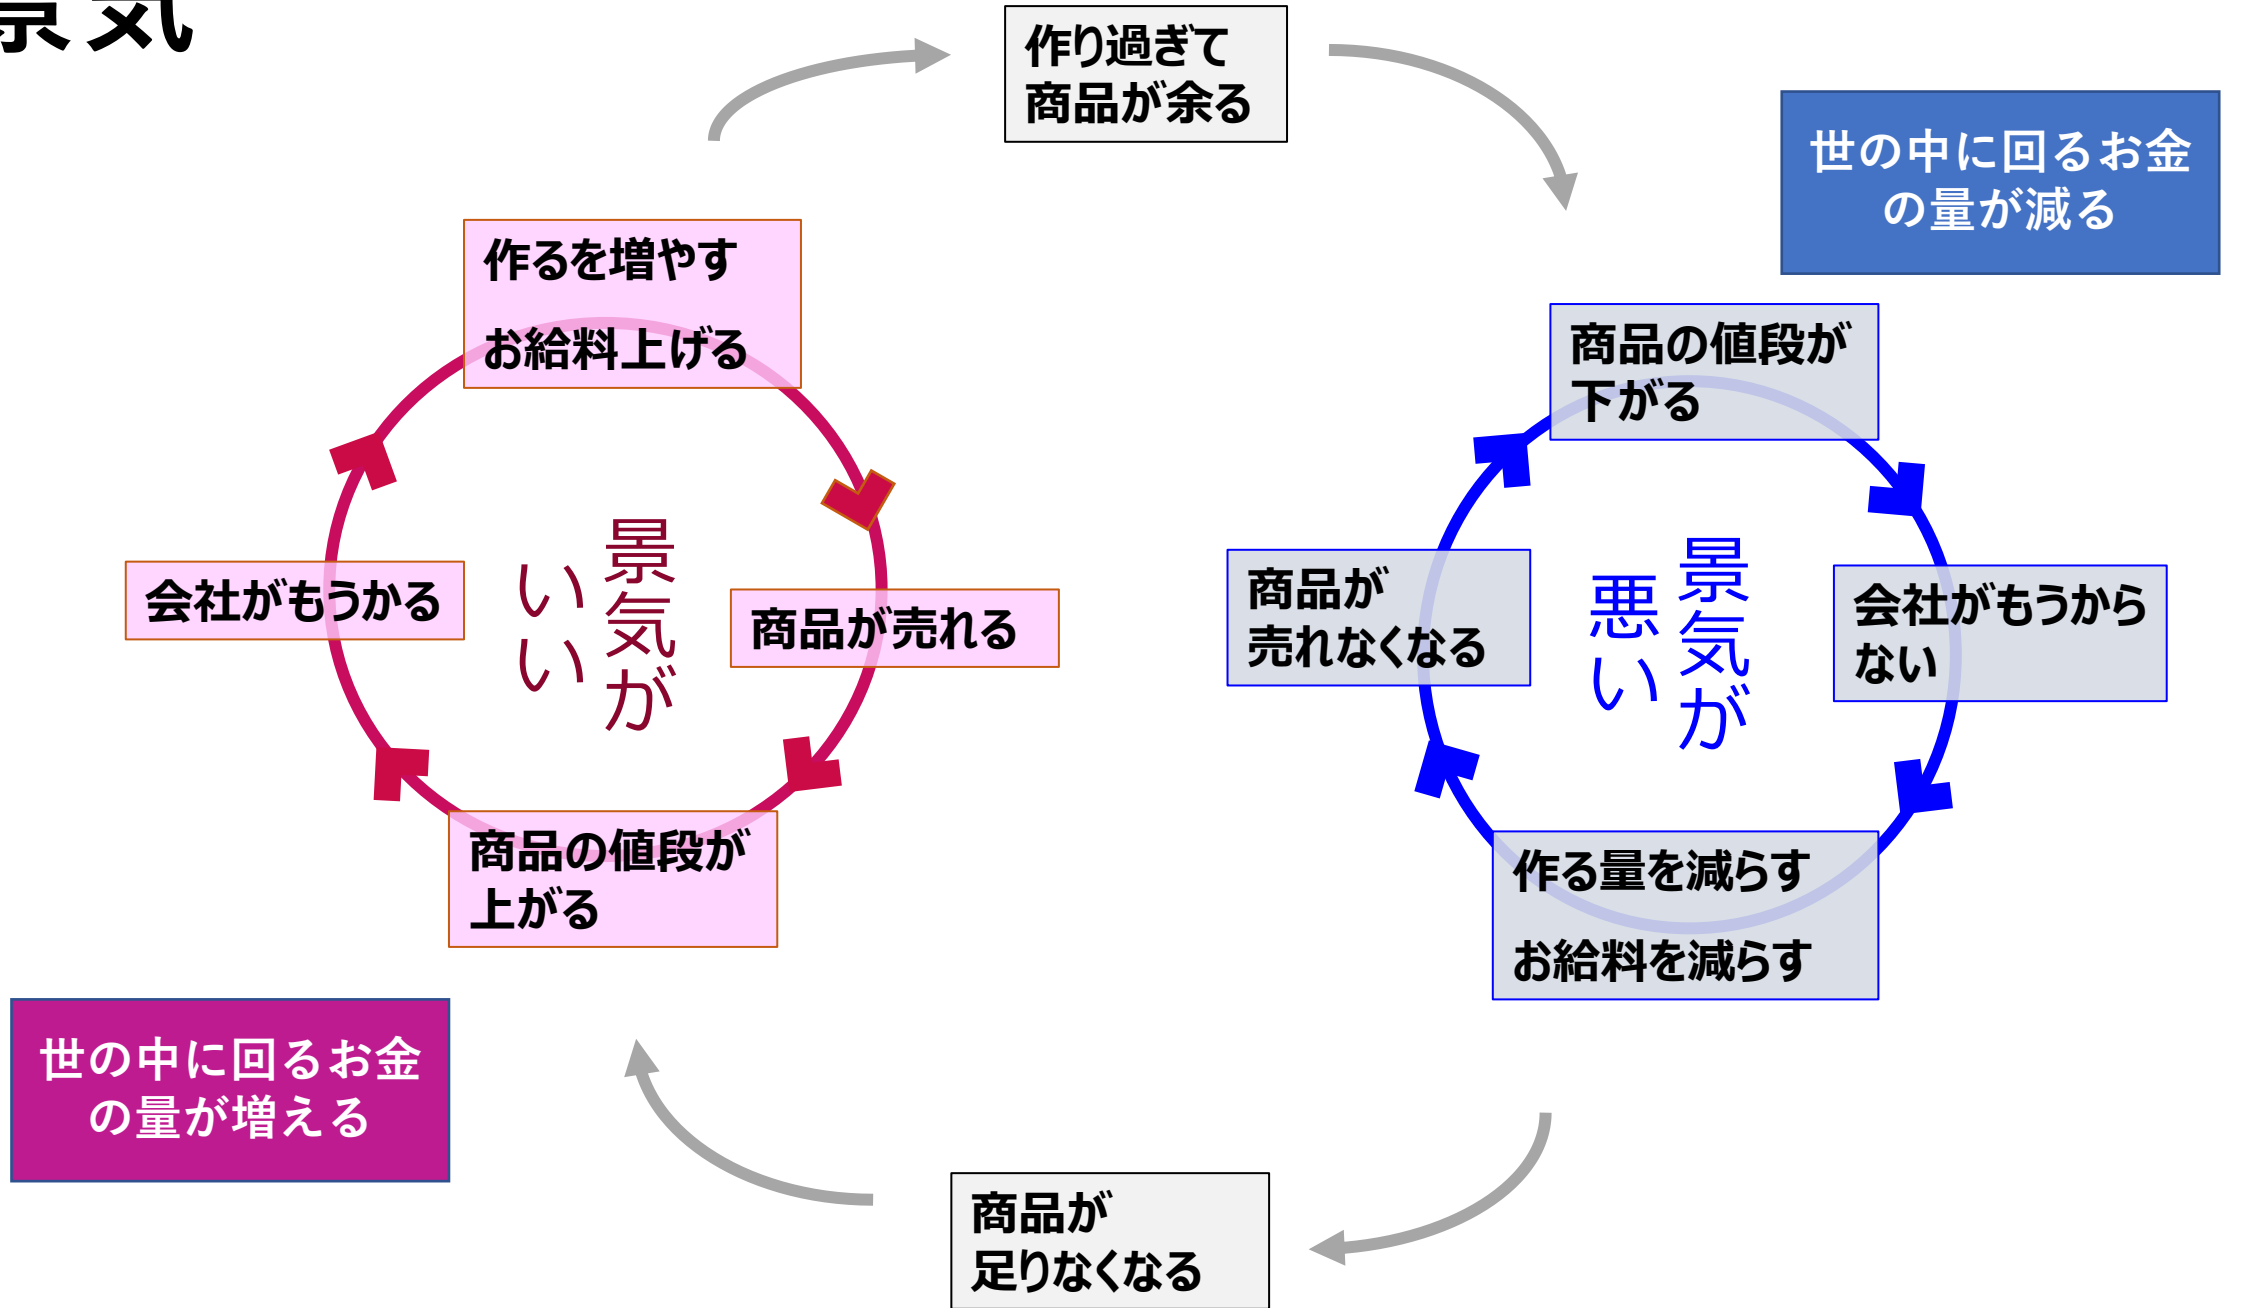 景気
作り過ぎて
商品が余る
世の中に回るお金
の量が減る
作るを増やす
お給料上げる
商品が売れる
商品の値段が
上がる
会社がもうかる
景気が
いい
世の中に回るお金
の量が増える
商品の値段が
下がる
会社がもうから
ない
作る量を減らす
お給料を減らす
商品が
売れなくなる
景気が
悪い
商品が
足りなくなる